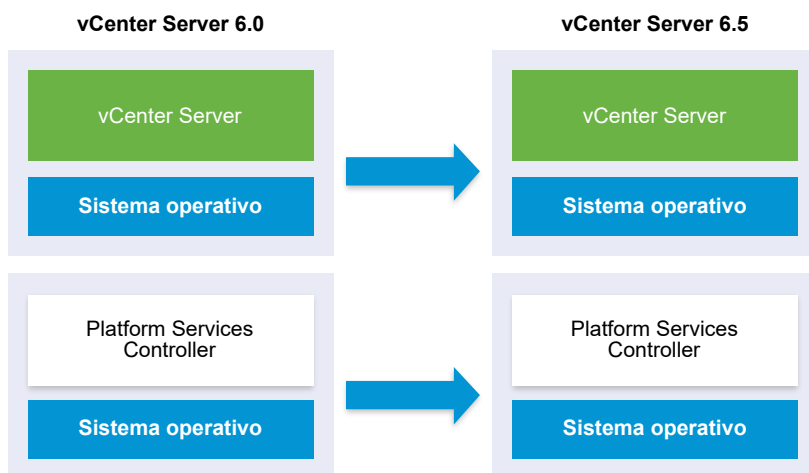 vCenter Server 6.0
vCenter Server 6.5
vCenter Server
vCenter Server
Sistema operativo
Sistema operativo
Platform Services
Controller
Platform Services
Controller
Sistema operativo
Sistema operativo